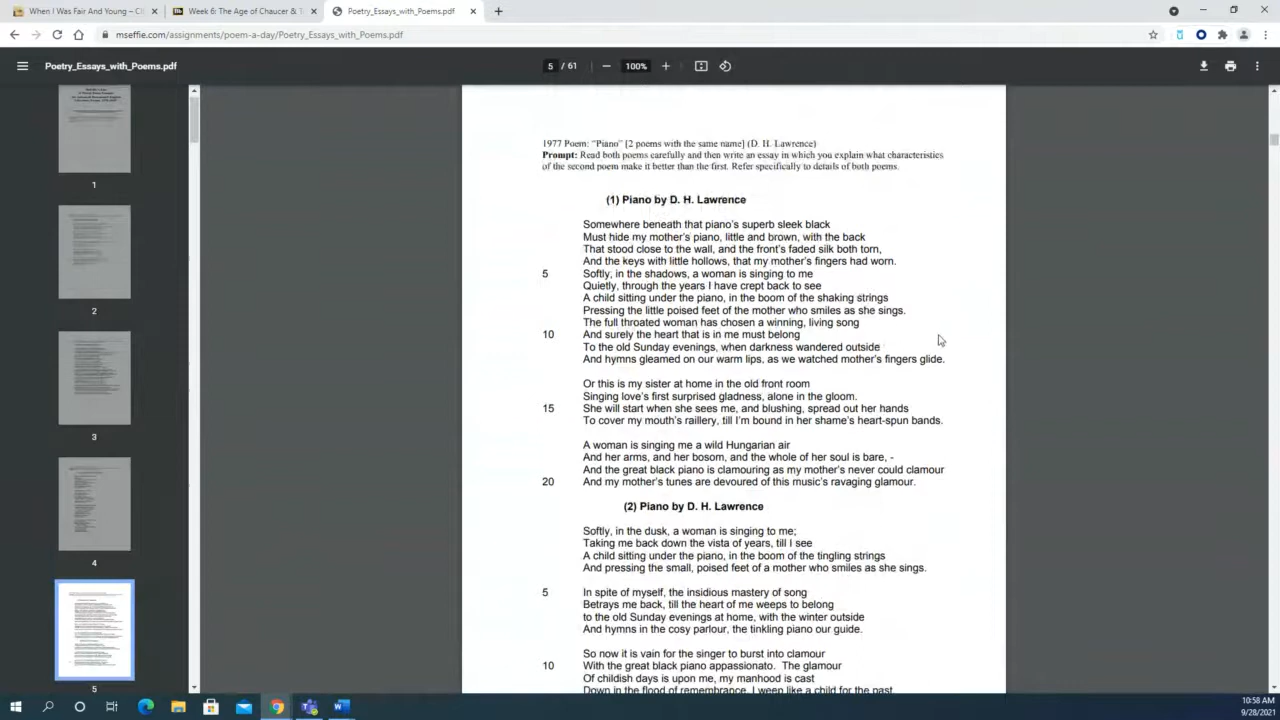 When I Was Fair And Young – Cli
Week 6: The Age of Chaucer & T
Poetry_Essays_with_Poems.pdf
mseffie.com/assignments/poem-a-day/Poetry_Essays_with_Poems.pdf
Poetry_Essays_with_Poems.pdf
5 / 61
100%
1
2
3
4
5
1977 Poem: "Piano" [2 poems with the same name] (D. H. Lawrence)
Prompt: Read both poems carefully and then write an essay in which you explain what characteristics
of the second poem make it better than the first. Refer specifically to details of both poems.
(1) Piano by D. H. Lawrence
Somewhere beneath that piano's superb sleek black
Must hide my mother's piano, little and brown, with the back
That stood close to the wall, and the front's faded silk both torn,
And the keys with little hollows, that my mother's fingers had worn.
5 Softly, in the shadows, a woman is singing to me
Quietly, through the years I have crept back to see
A child sitting under the piano, in the boom of the shaking strings
Pressing the little poised feet of the mother who smiles as she sings.
The full throated woman has chosen a winning, living song
10 And surely the heart that is in me must belong
To the old Sunday evenings, when darkness wandered outside
And hymns gleamed on our warm lips, as we watched mother's fingers glide.
Or this is my sister at home in the old front room
Singing love's first surprised gladness, alone in the gloom.
15 She will start when she sees me, and blushing, spread out her hands
To cover my mouth's raillery, till I'm bound in her shame's heart-spun bands.
A woman is singing me a wild Hungarian air
And her arms, and her bosom, and the whole of her soul is bare, -
And the great black piano is clamouring as my mother's never could clamour
20 And my mother's tunes are devoured of this music's ravaging glamour.
(2) Piano by D. H. Lawrence
Softly, in the dusk, a woman is singing to me;
Taking me back down the vista of years, till I see
A child sitting under the piano, in the boom of the tingling strings
And pressing the small, poised feet of a mother who smiles as she sings.
5 In spite of myself, the insidious mastery of song
Betrays me back, till the heart of me weeps to belong
to the old Sunday evenings at home, with the winter outside
And hymns in the cosy parlour, the tinkling piano our guide.
So now it is vain for the singer to burst into clamour
10 With the great black piano appassionato. The glamour
Of childish days is upon me, my manhood is cast
Down in the flood of remembrance, I weep like a child for the past.
10:58 AM
9/28/2021